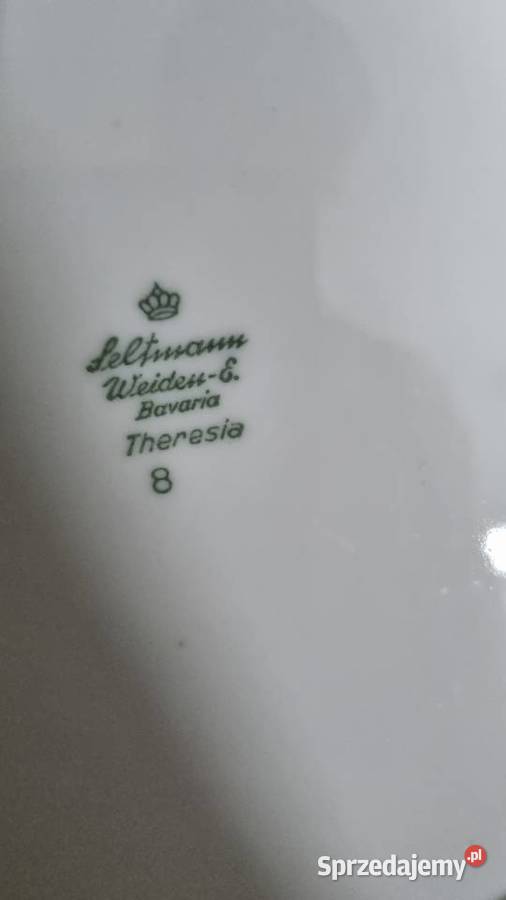 Seltmann
Weiden-E.
Bavaria
Theresia
8
Sprzedajemy.pl